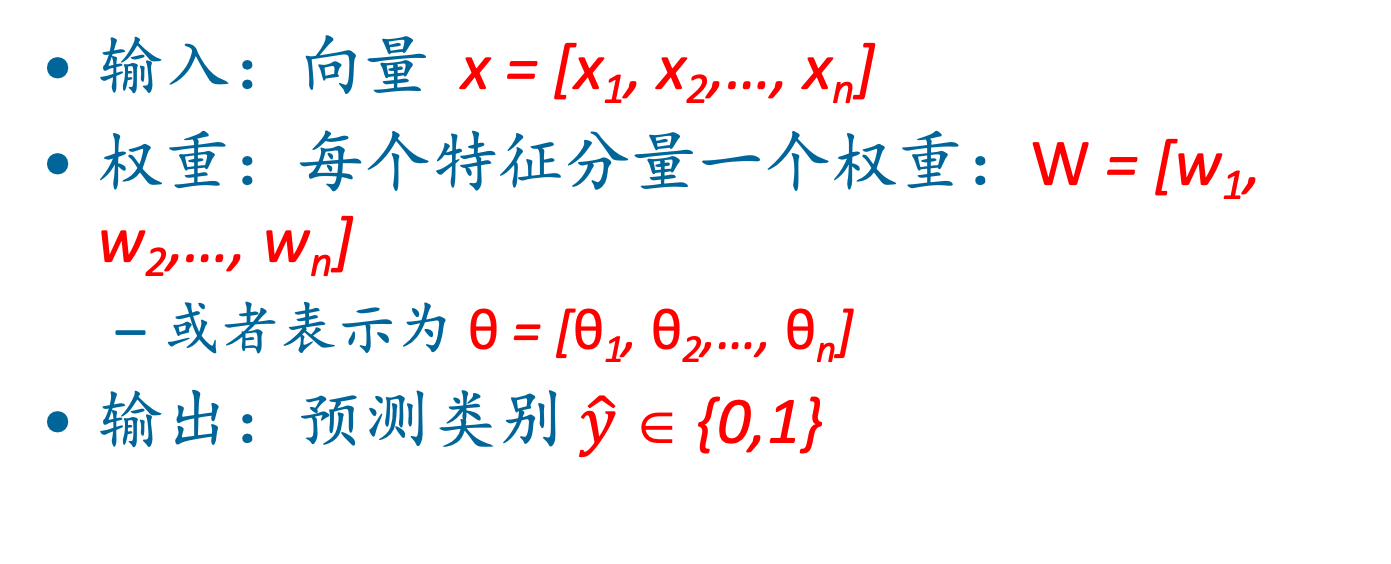 • 输入：向量 x = [x₁, x₂,…, xₙ]
• 权重：每个特征分量一个权重：W = [w₁,
w₂,…, wₙ]
– 或者表示为 θ = [θ₁, θ₂,…, θₙ]
• 输出：预测类别 ŷ ∈ {0,1}